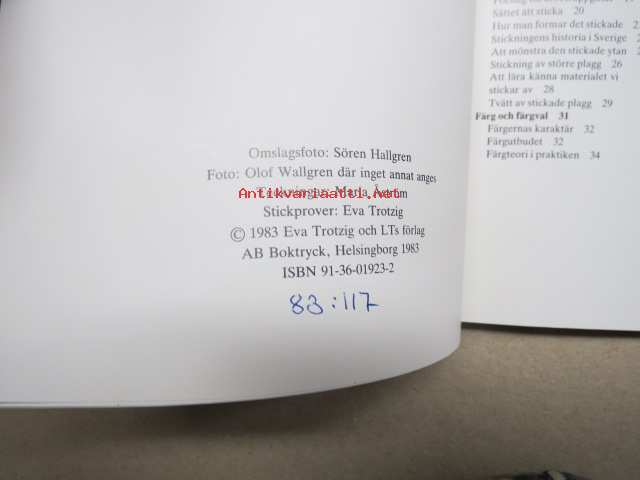 Omslagsfoto: Sören Hallgren
Foto: Olof Wallgren där inget annat anges
Teckningar: Maria
Antikvariaatti.net
Stickprover: Eva Trotzig
© 1983 Eva Trotzig och LTs förlag
AB Boktryck, Helsingborg 1983
ISBN 91-36-01923-2
83:117
Sättet att sticka 20
Hur man formar det stickade
Stickningens historia i Sverige
Att mönstra den stickade ytan
Stickning av större plagg 26
Att lära känna materialet vi
stickar av 28
Tvätt av stickade plagg 29
Färg och färgval 31
Färgernas karaktär 32
Färgutbudet 32
Färgteori i praktiken 34